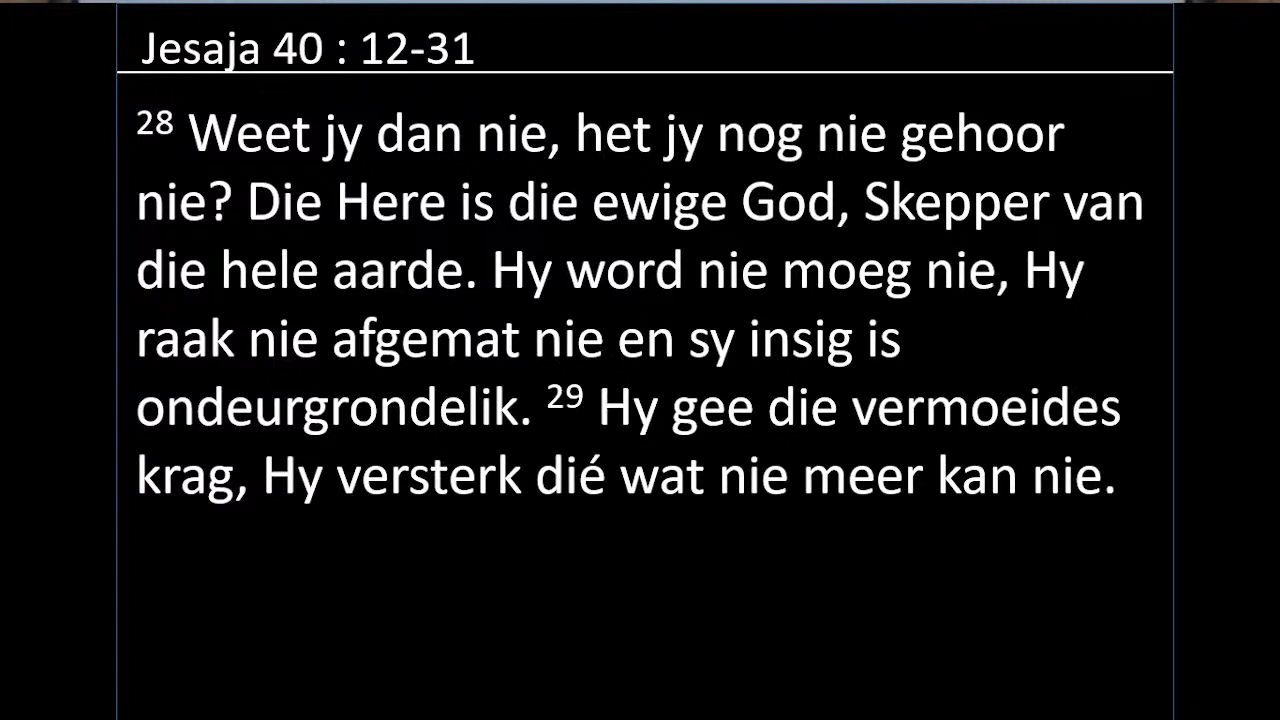 Jesaja 40 : 12-31
28 Weet jy dan nie, het jy nog nie gehoor
nie? Die Here is die ewige God, Skepper van
die hele aarde. Hy word nie moeg nie, Hy
raak nie afgemat nie en sy insig is
ondeurgrondelik. 29 Hy gee die vermoeides
krag, Hy versterk dié wat nie meer kan nie.